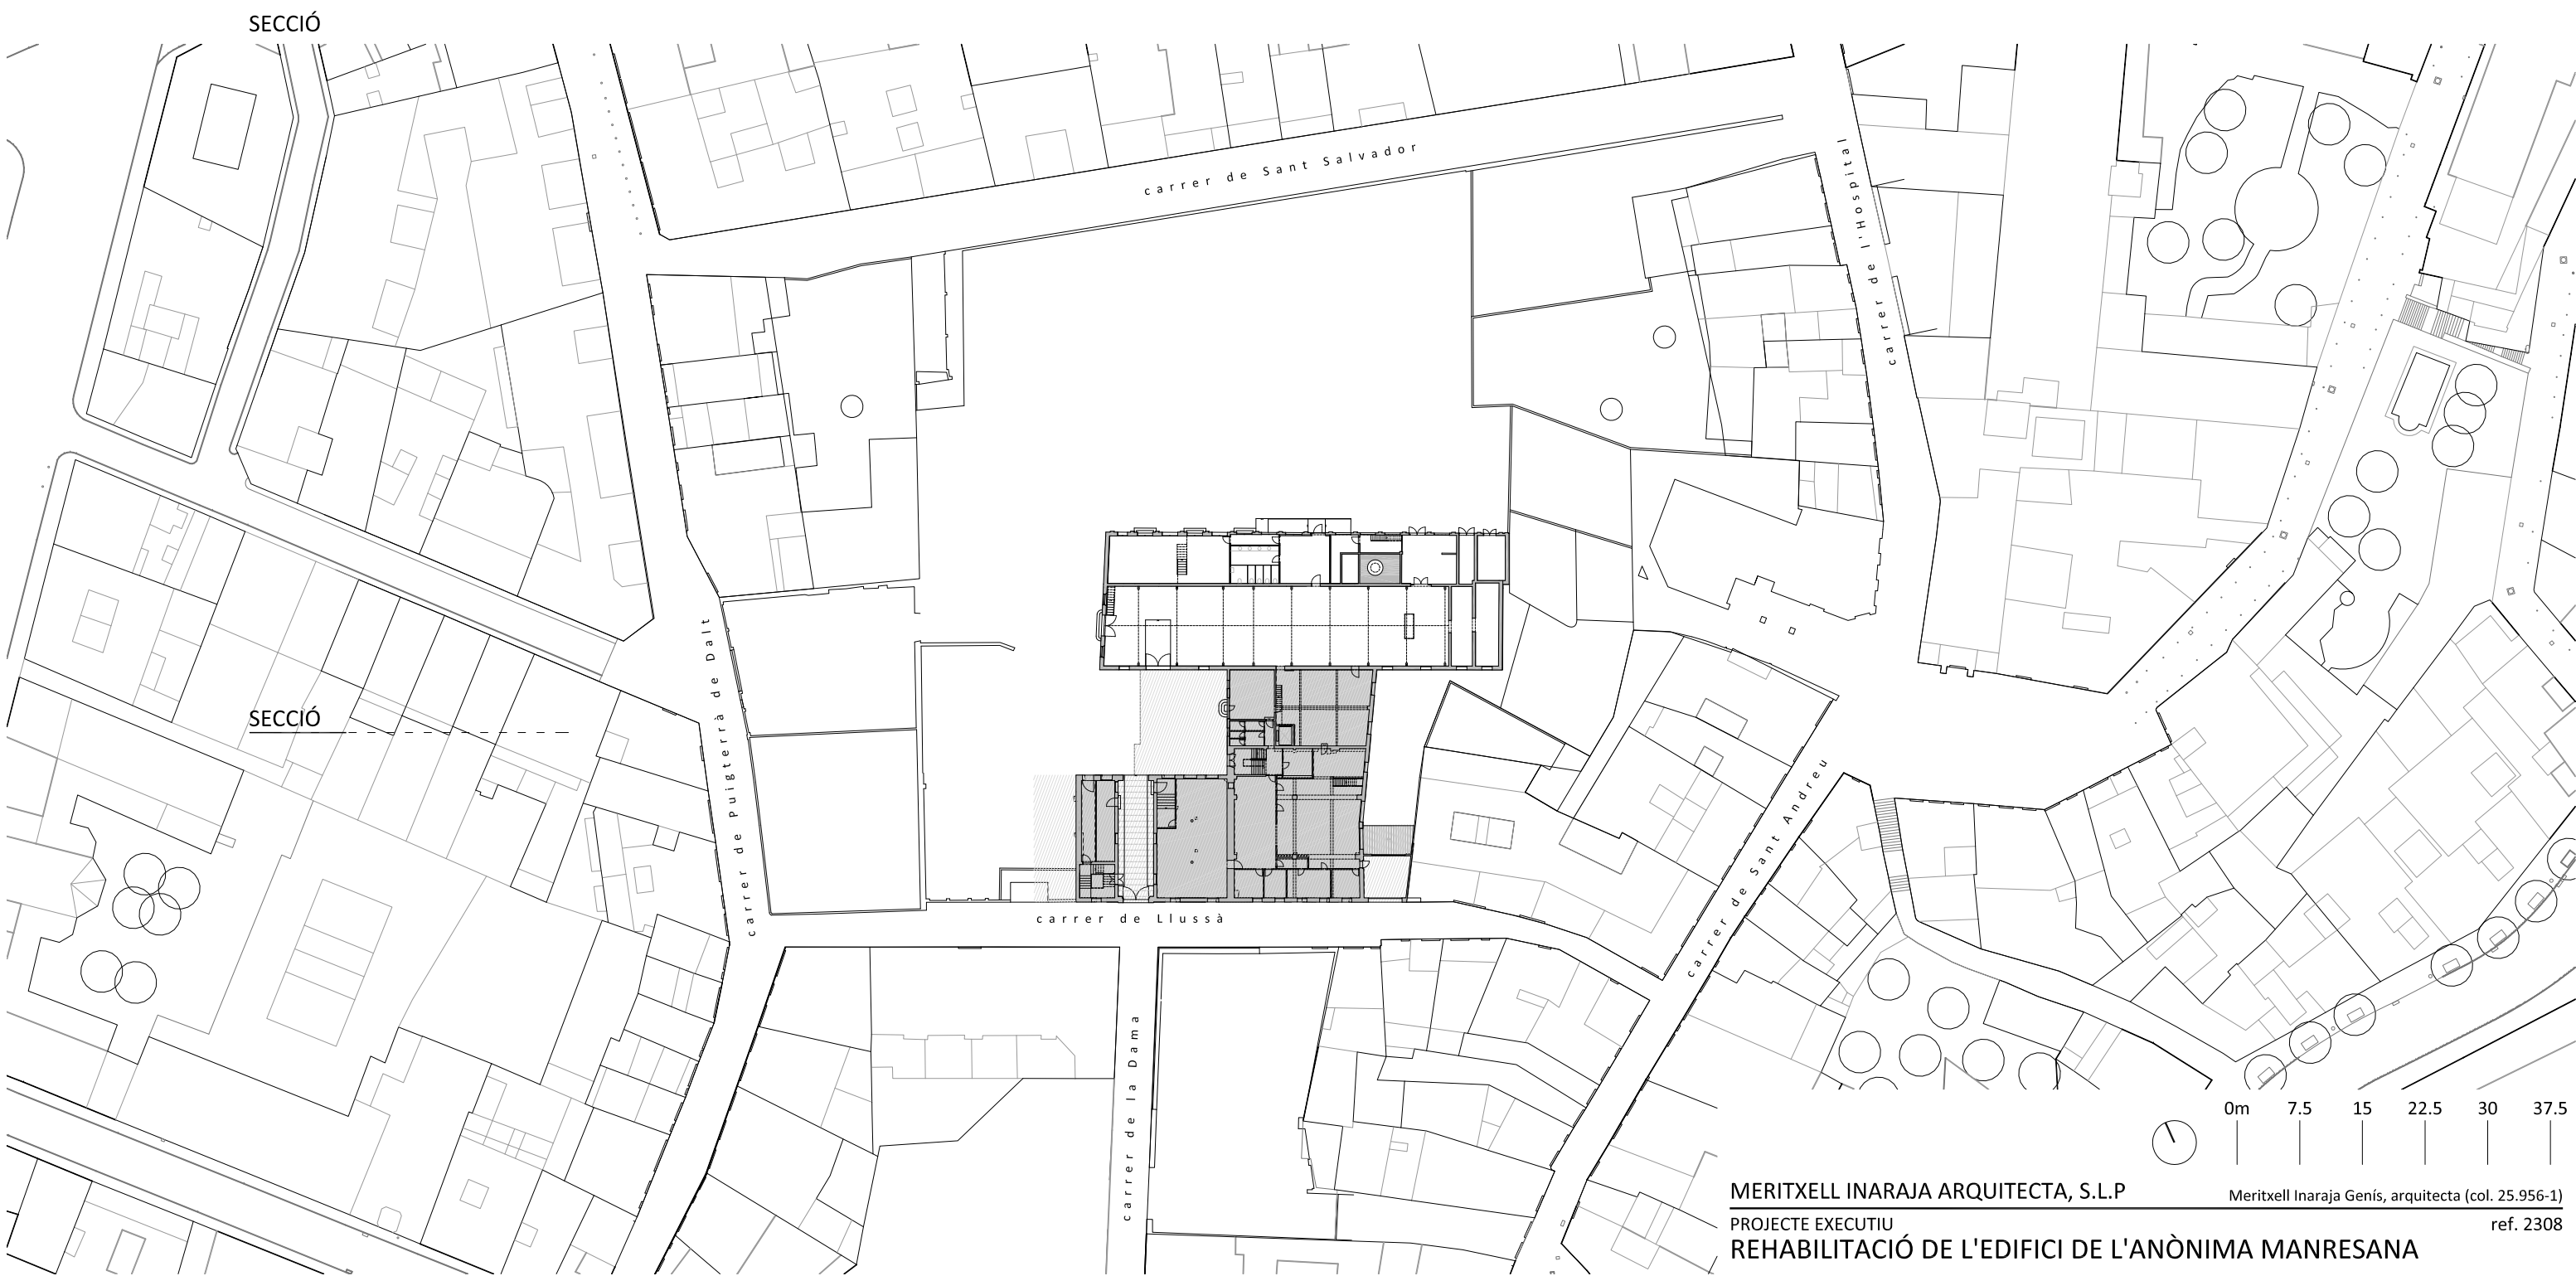 SECCIÓ
carrer de Sant Salvador
carrer de l'Hospital
carrer de Puigterrà de Dalt
SECCIÓ
carrer de Sant Andreu
carrer de Llussà
carrer de la Dama
0m 7.5 15 22.5 30 37.5
MERITXELL INARAJA ARQUITECTA, S.L.P
Meritxell Inaraja Genís, arquitecta (col. 25.956-1)
PROJECTE EXECUTIU
ref. 2308
REHABILITACIÓ DE L'EDIFICI DE L'ANÒNIMA MANRESANA